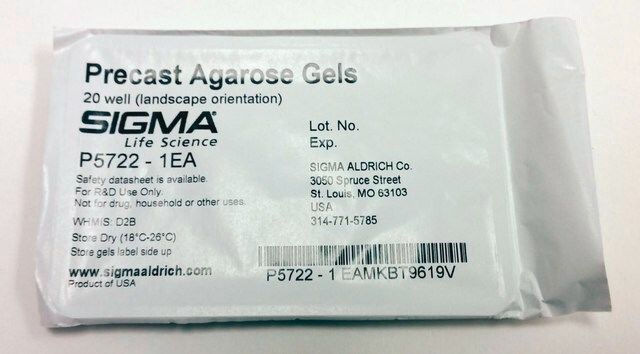 Precast Agarose Gels
20 well (landscape orientation)
SIGMA
Life Science
P5722 - 1EA
Safety datasheet is available.
For R&D Use Only.
Not for drug, household or other uses.
WHMIS: D2B
Store Dry (18°C-26°C)
Store gels label side up
www.sigmaaldrich.com
Product of USA
Lot. No.
Exp.
SIGMA ALDRICH Co.
3050 Spruce Street
St. Louis, MO 63103
USA
314-771-5785
P5722 - 1 EAMKBT9619V